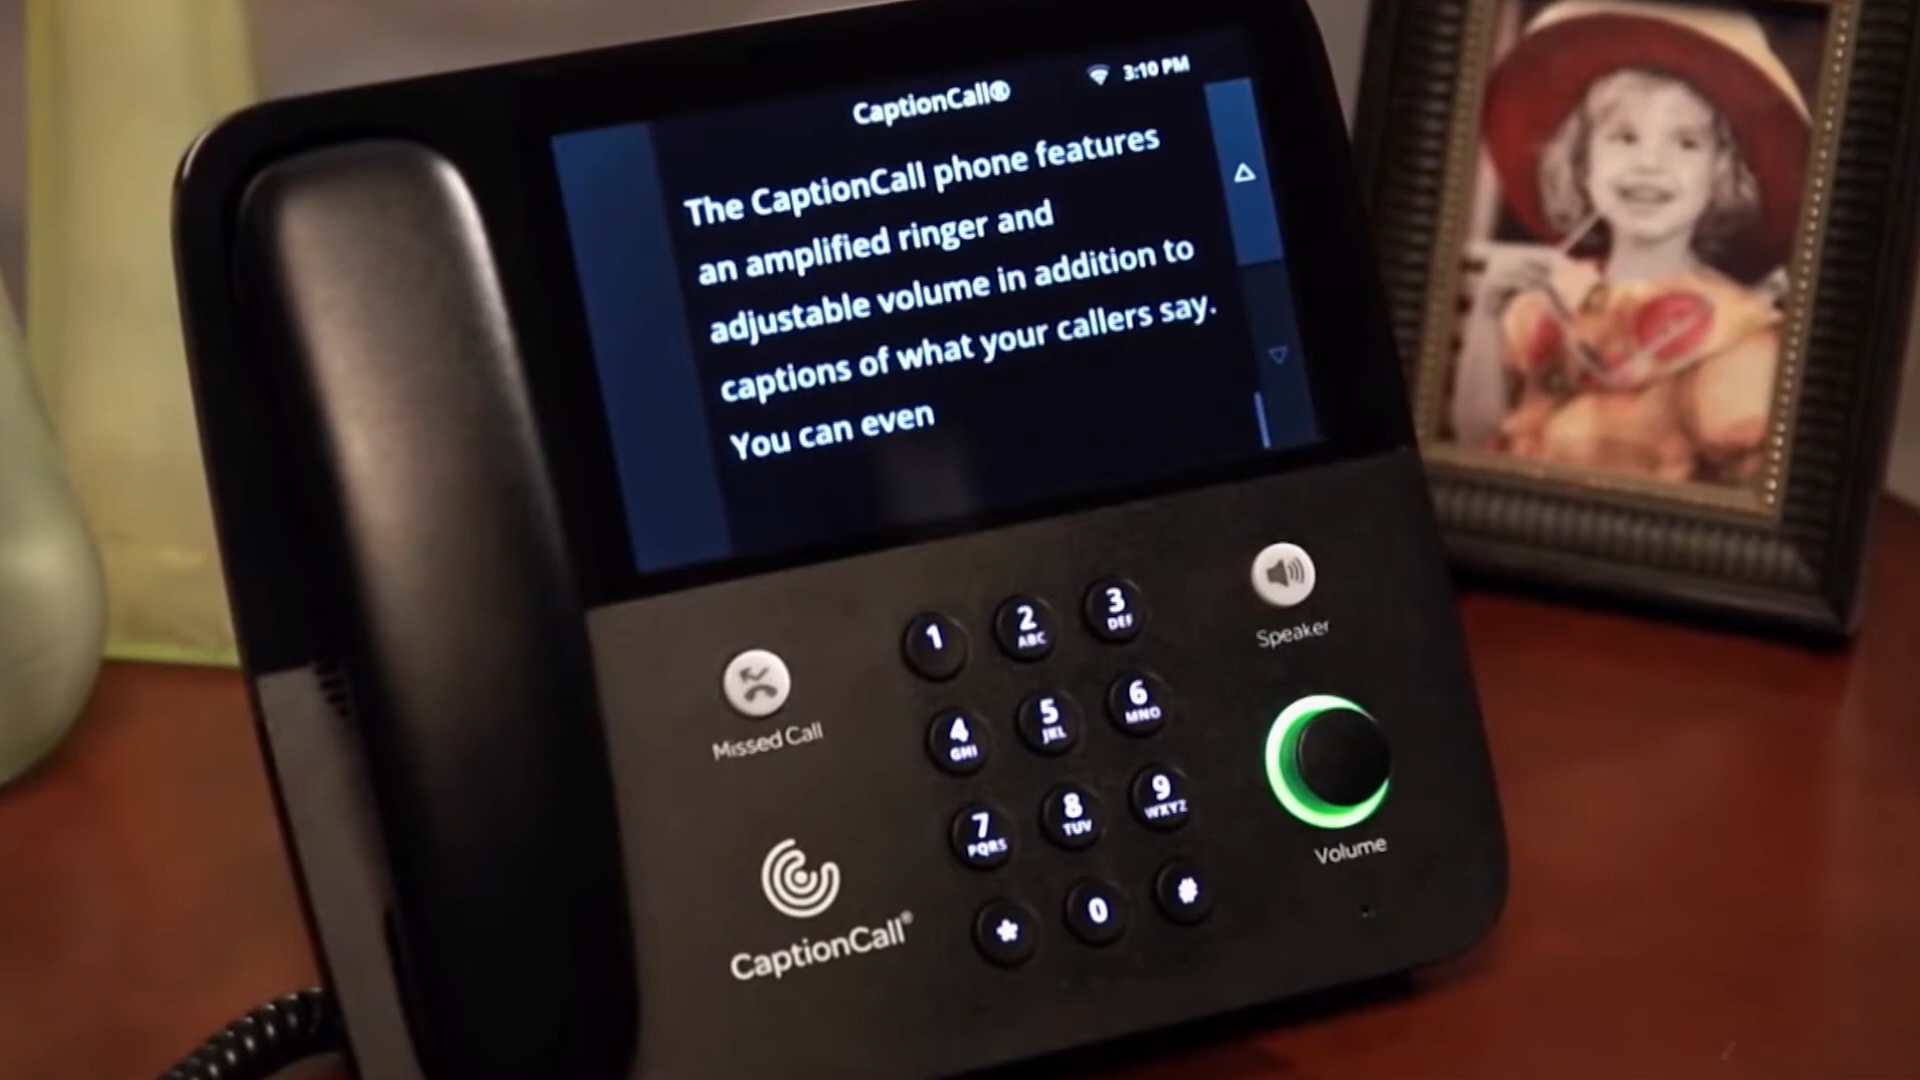 3:10 PM
CaptionCall®
The CaptionCall phone features
an amplified ringer and
adjustable volume in addition to
captions of what your callers say.
You can even
1
2
ABC
3
DEF
Speaker
Missed Call
4
GHI
5
JKL
6
MNO
7
PQRS
8
TUV
9
WXYZ
Volume
*
0
#
CaptionCall®